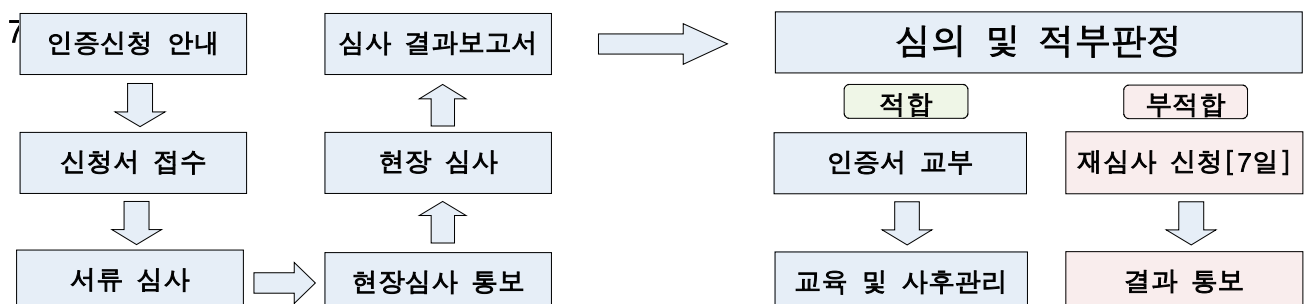 7
인증신청 안내
신청서 접수
서류 심사
현장심사 통보
현장 심사
심사 결과보고서
심의 및 적부판정
적합
인증서 교부
교육 및 사후관리
부적합
재심사 신청[7일]
결과 통보